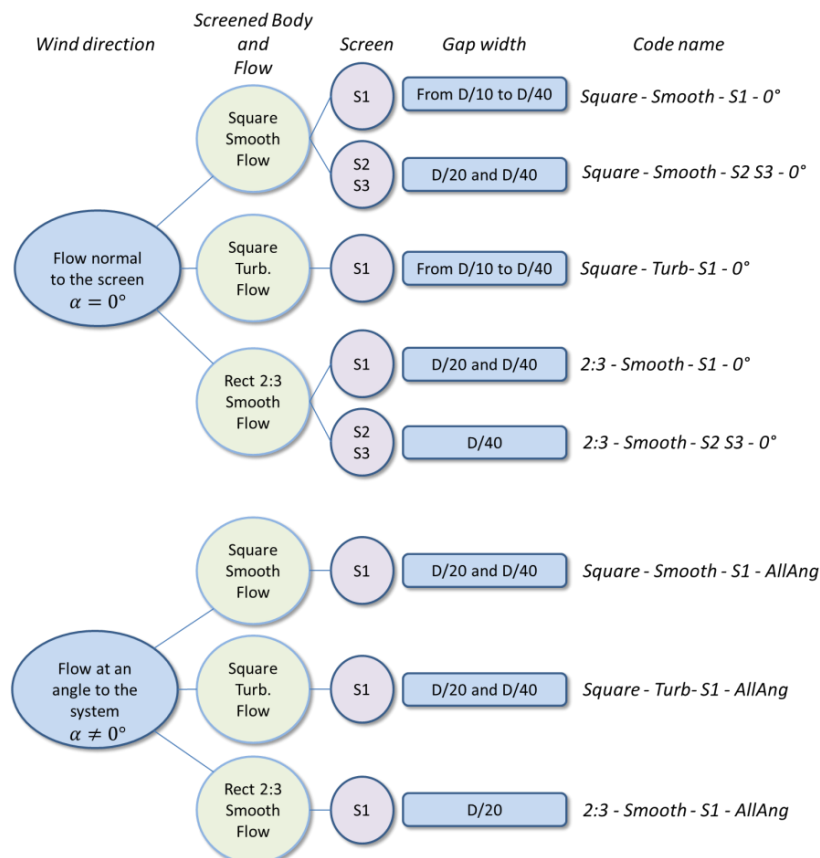 Wind direction
Screened Body
and
Flow
Screen
Gap width
Code name
Flow normal
to the screen
α = 0°
Square
Smooth
Flow
S1
From D/10 to D/40
Square - Smooth - S1 - 0°
S2
S3
D/20 and D/40
Square - Smooth - S2 S3 - 0°
Square
Turb.
Flow
S1
From D/10 to D/40
Square - Turb- S1 - 0°
Rect 2:3
Smooth
Flow
S1
D/20 and D/40
2:3 - Smooth - S1 - 0°
S2
S3
D/40
2:3 - Smooth - S2 S3 - 0°
Flow at an
angle to the
system
α ≠ 0°
Square
Smooth
Flow
S1
D/20 and D/40
Square - Smooth - S1 - AllAng
Square
Turb.
Flow
S1
D/20 and D/40
Square - Turb- S1 - AllAng
Rect 2:3
Smooth
Flow
S1
D/20
2:3 - Smooth - S1 - AllAng